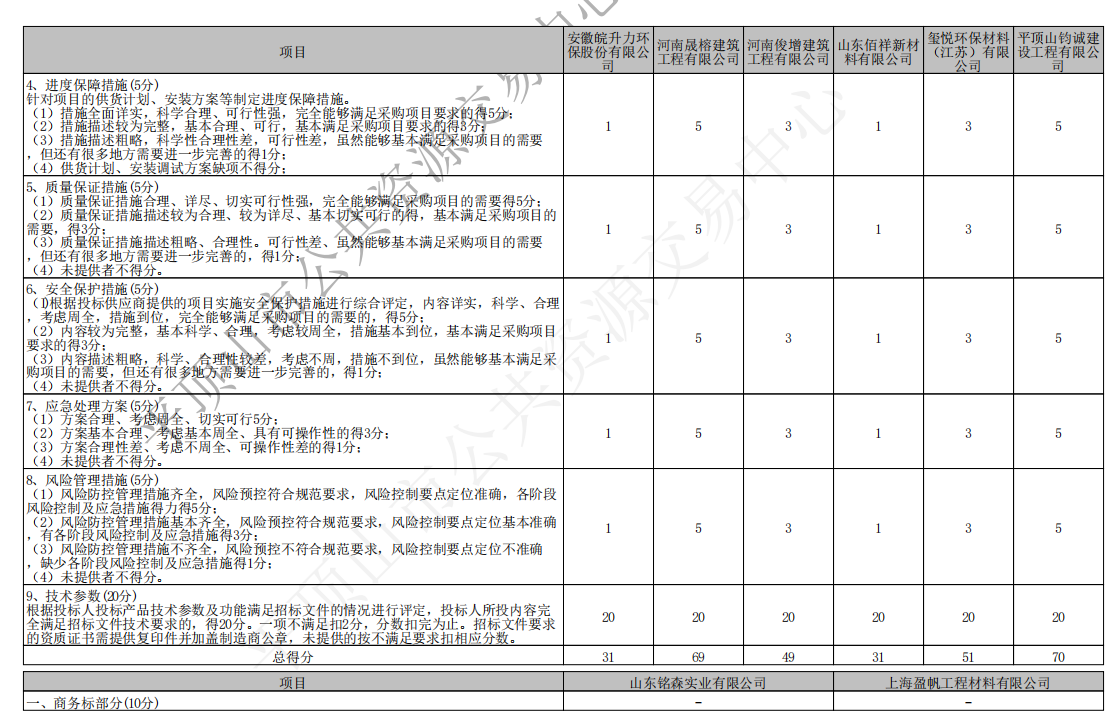 项目
安徽皖升力环
保股份有限公
司
河南晟榕建筑
工程有限公司
河南俊增建筑
工程有限公司
山东佰祥新材
料有限公司
玺悦环保材料
（江苏）有限
公司
平顶山钧诚建
设工程有限公司
4、进度保障措施(5分)
针对项目的供货计划、安装方案等制定进度保障措施。
（1）措施全面详实，科学合理、可行性强，完全能够满足采购项目要求的得5分；
（2）措施描述较为完整，基本合理、可行，基本满足采购项目要求的得3分；
（3）措施描述粗略，科学性合理性差，可行性差，虽然能够基本满足采购项目的需要
，但还有很多地方需要进一步完善的得1分；
（4）供货计划、安装调试方案缺项不得分；
1 5 3 1 3 5
5、质量保证措施(5分)
（1）质量保证措施合理、详尽、切实可行性强，完全能够满足采购项目的需要得5分；
（2）质量保证措施描述较为合理、较为详尽、基本切实可行的得，基本满足采购项目的
需要，得3分；
（3）质量保证措施描述粗略、合理性。可行性差、虽然能够基本满足采购项目的需要
，但还有很多地方需要进一步完善的，得1分；
（4）未提供者不得分。
1 5 3 1 3 5
6、安全保护措施(5分)
（1)根据投标供应商提供的项目实施安全保护措施进行综合评定，内容详实，科学、合理
，考虑周全，措施到位，完全能够满足采购项目的需要的，得5分；
（2）内容较为完整，基本科学、合理，考虑较周全，措施基本到位，基本满足采购项目
要求的得3分；
（3）内容描述粗略，科学、合理性较差，考虑不周，措施不到位，虽然能够基本满足采
购项目的需要，但还有很多地方需要进一步完善的，得1分；
（4）未提供者不得分。
1 5 3 1 3 5
7、应急处理方案(5分)
（1）方案合理、考虑周全、切实可行5分；
（2）方案基本合理、考虑基本周全、具有可操作性的得3分；
（3）方案合理性差、考虑不周全、可操作性差的得1分；
（4）未提供者不得分。
1 5 3 1 3 5
8、风险管理措施(5分)
（1）风险防控管理措施齐全，风险预控符合规范要求，风险控制要点定位准确，各阶段
风险控制及应急措施得力得5分；
（2）风险防控管理措施基本齐全，风险预控符合规范要求，风险控制要点定位基本准确
，有各阶段风险控制及应急措施得3分；
（3）风险防控管理措施不齐全，风险预控不符合规范要求，风险控制要点定位不准确
，缺少各阶段风险控制及应急措施得1分；
（4）未提供者不得分。
1 5 3 1 3 5
9、技术参数(20分)
根据投标人投标产品技术参数及功能满足招标文件的情况进行评定，投标人所投内容完
全满足招标文件技术要求的，得20分。一项不满足扣2分，分数扣完为止。招标文件要求
的资质证书需提供复印件并加盖制造商公章，未提供的按不满足要求扣相应分数。
20 20 20 20 20 20
总得分 31 69 49 31 51 70
项目 山东铭森实业有限公司 上海盈帆工程材料有限公司
一、商务标部分(10分) - -
平顶山市公共资源交易中心
平顶山市公共资源交易中心